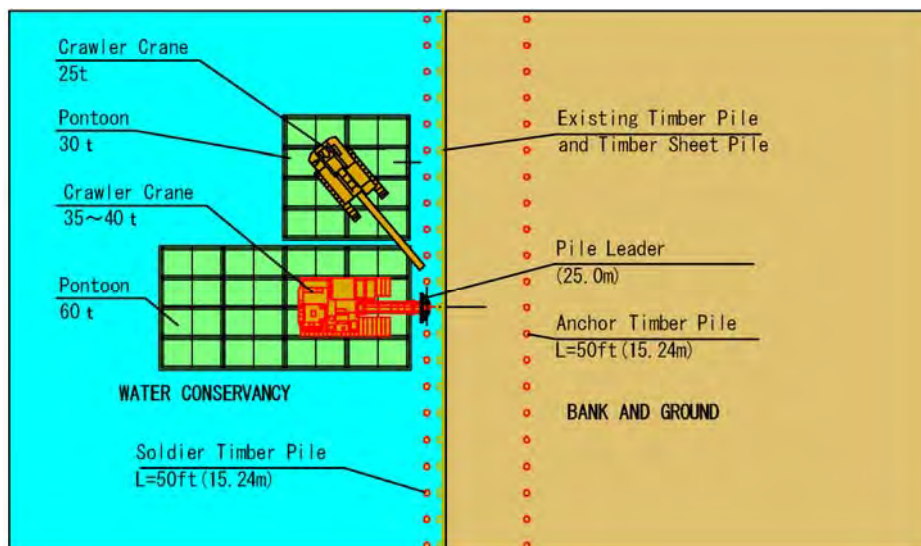 Crawler Crane
25t
Pontoon
30 t
Crawler Crane
35～40 t
Pontoon
60 t
WATER CONSERVANCY
Soldier Timber Pile
L=50ft(15.24m)
Existing Timber Pile
and Timber Sheet Pile
Pile Leader
(25.0m)
Anchor Timber Pile
L=50ft(15.24m)
BANK AND GROUND